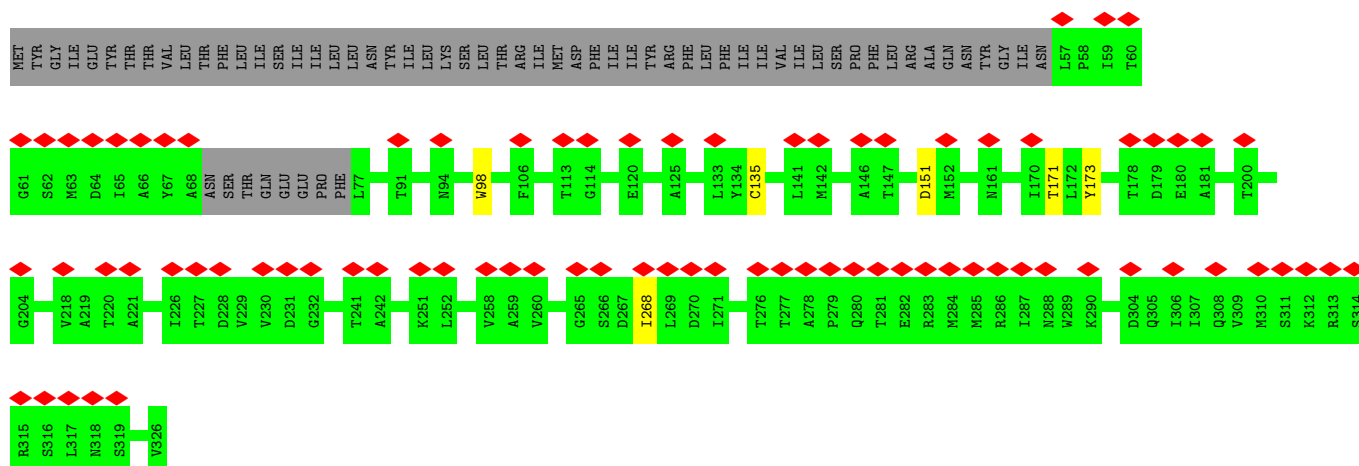 MET TYR GLY ILE GLU TYR THR THR VAL LEU THR PHE LEU ILE SER ILE ILE LEU LEU ASN TYR ILE LEU LYS SER LEU THR ARG ILE MET ASP PHE ILE ILE TYR ARG PHE LEU PHE ILE ILE VAL ILE LEU SER PRO PHE LEU ARG ALA GLN ASN TYR GLY ILE ASN L57 P58 I59 T60
G61 S62 M63 D64 I65 A66 Y67 A68 ASN SER THR GLN GLU GLU PRO PHE L77 T91 N94 W98 F106 T113 G114 E120 A125 L133 Y134 C135 L141 M142 A146 T147 D151 M152 N161 I170 T171 L172 Y173 T178 D179 E180 A181 T200
G204 V218 A219 T220 A221 I226 T227 D228 V229 V230 D231 G232 T241 A242 K251 L252 V258 A259 V260 G265 S266 D267 I268 L269 D270 I271 T276 T277 A278 P279 Q280 T281 E282 R283 M284 M285 R286 I287 N288 W289 K290 D304 Q305 I306 I307 Q308 V309 M310 S311 K312 R313 S314
R315 S316 L317 N318 S319 V326